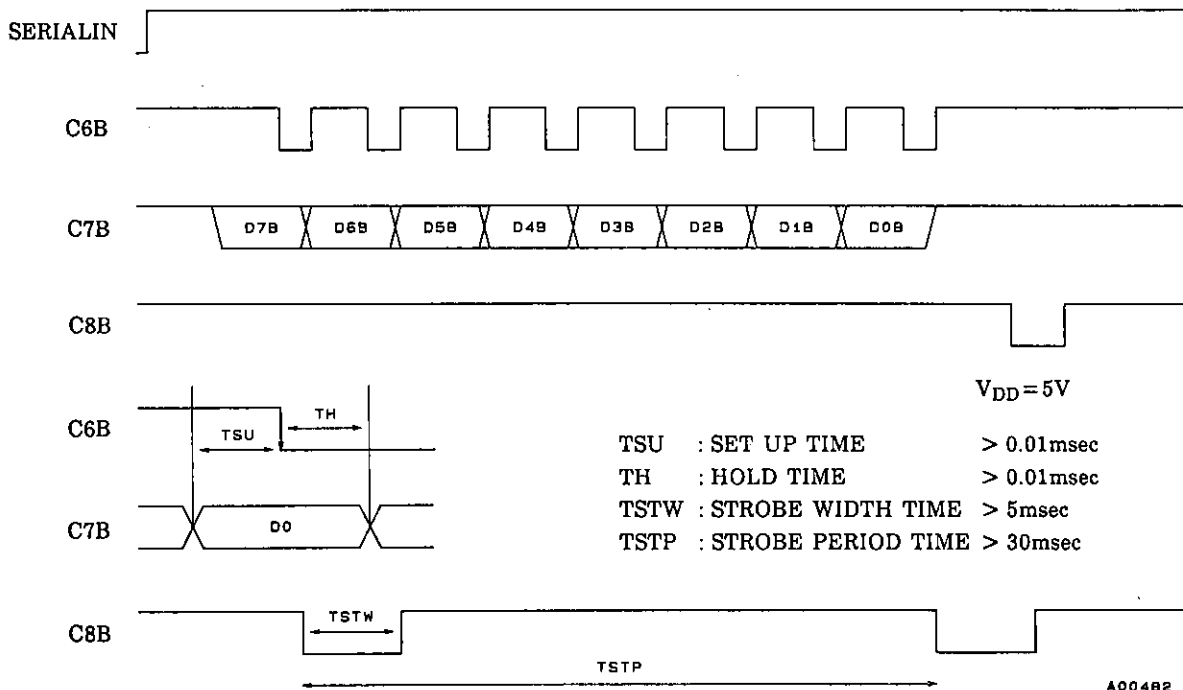 SERIALIN
C6B
C7B
D7B D6B D5B D4B D3B D2B D1B D0B
C8B
V_DD=5V
C6B
TH
TSU
TSU : SET UP TIME > 0.01msec
TH : HOLD TIME > 0.01msec
C7B
D0
TSTW : STROBE WIDTH TIME > 5msec
TSTP : STROBE PERIOD TIME > 30msec
C8B
TSTW
TSTP
A00482